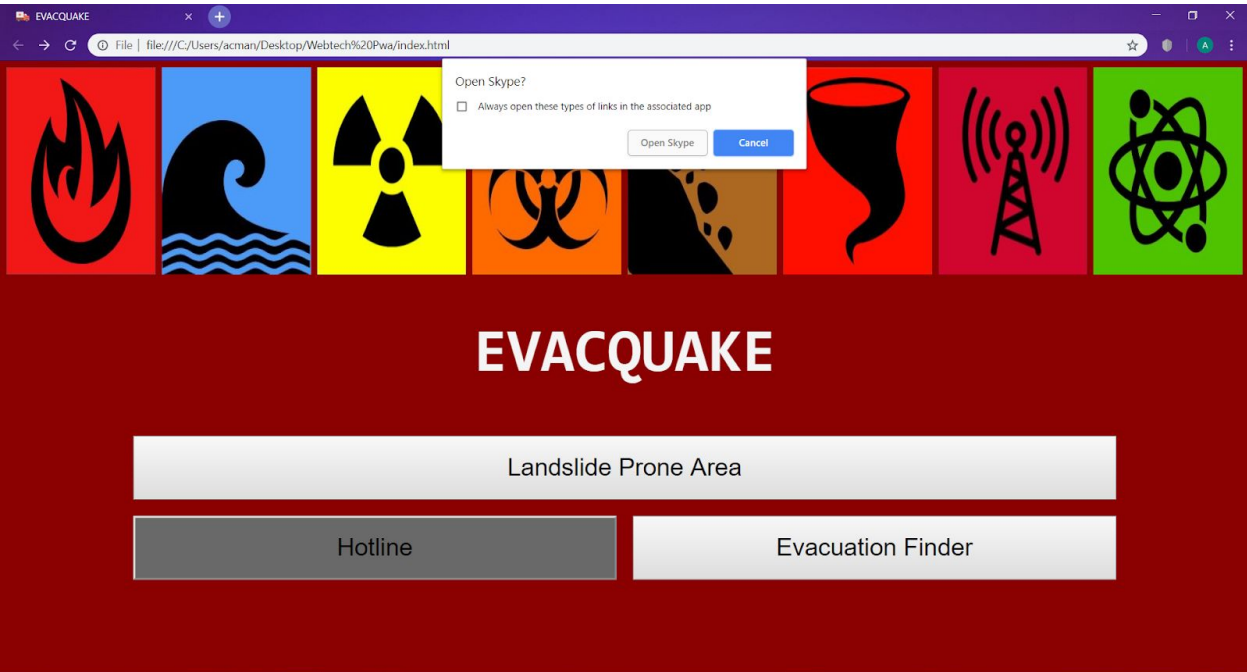 EVACQUAKE
File | file:///C:/Users/acman/Desktop/Webtech%20Pwa/index.html
A
Open Skype?
Always open these types of links in the associated app
Open Skype Cancel
EVACQUAKE
Landslide Prone Area
Hotline Evacuation Finder